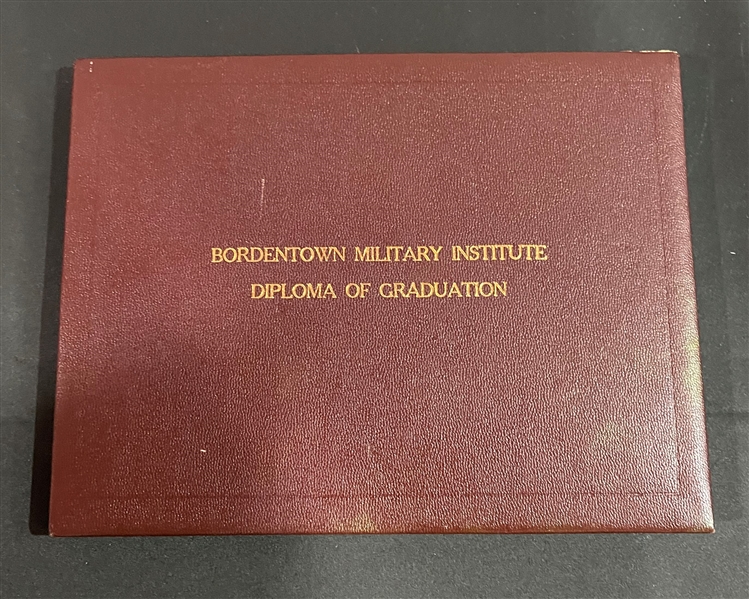 BORDENTOWN MILITARY INSTITUTE
DIPLOMA OF GRADUATION